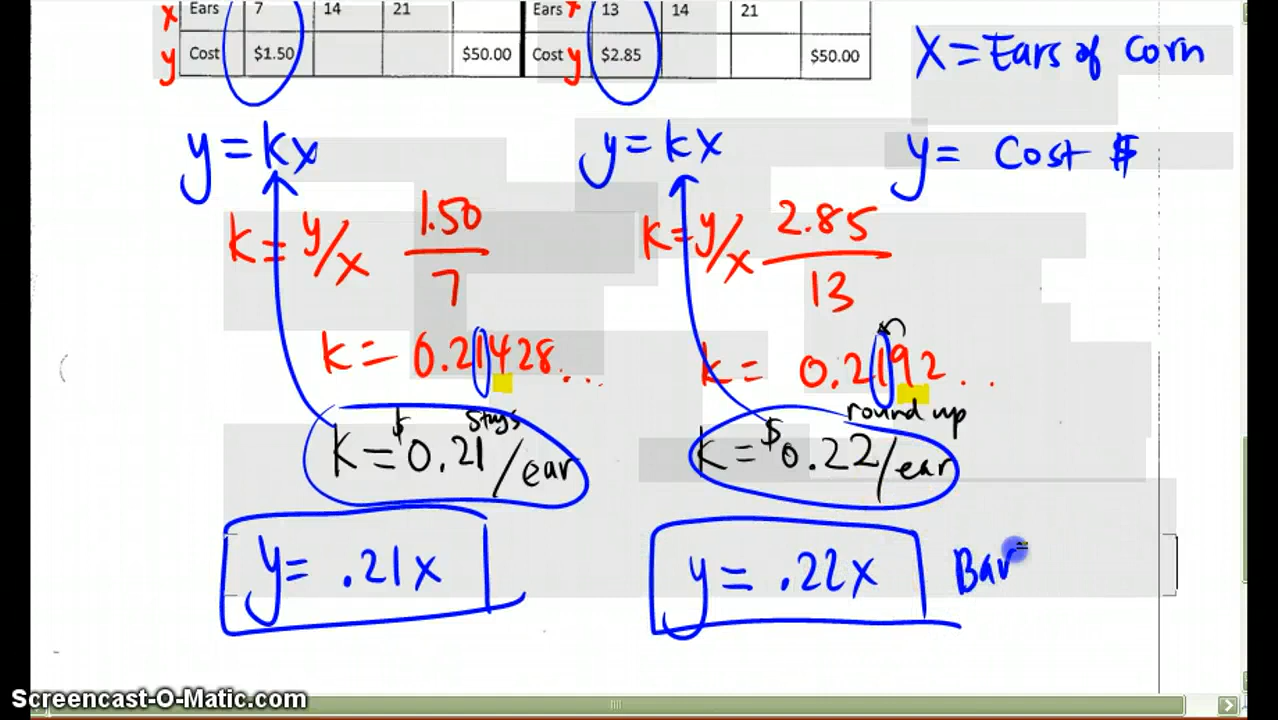 x Ears 7 14 21 Ears x 13 14 21
y Cost $1.50 $50.00 Cost y $2.85 $50.00
X = Ears of Corn
y = kx y = kx y = Cost $
k = y/x 1.50/7 k = y/x 2.85/13
k = 0.21428... k = 0.2192...
stays round up
k = $0.21/ear k = $0.22/ear
y = .21x y = .22x Bar
Screencast-O-Matic.com